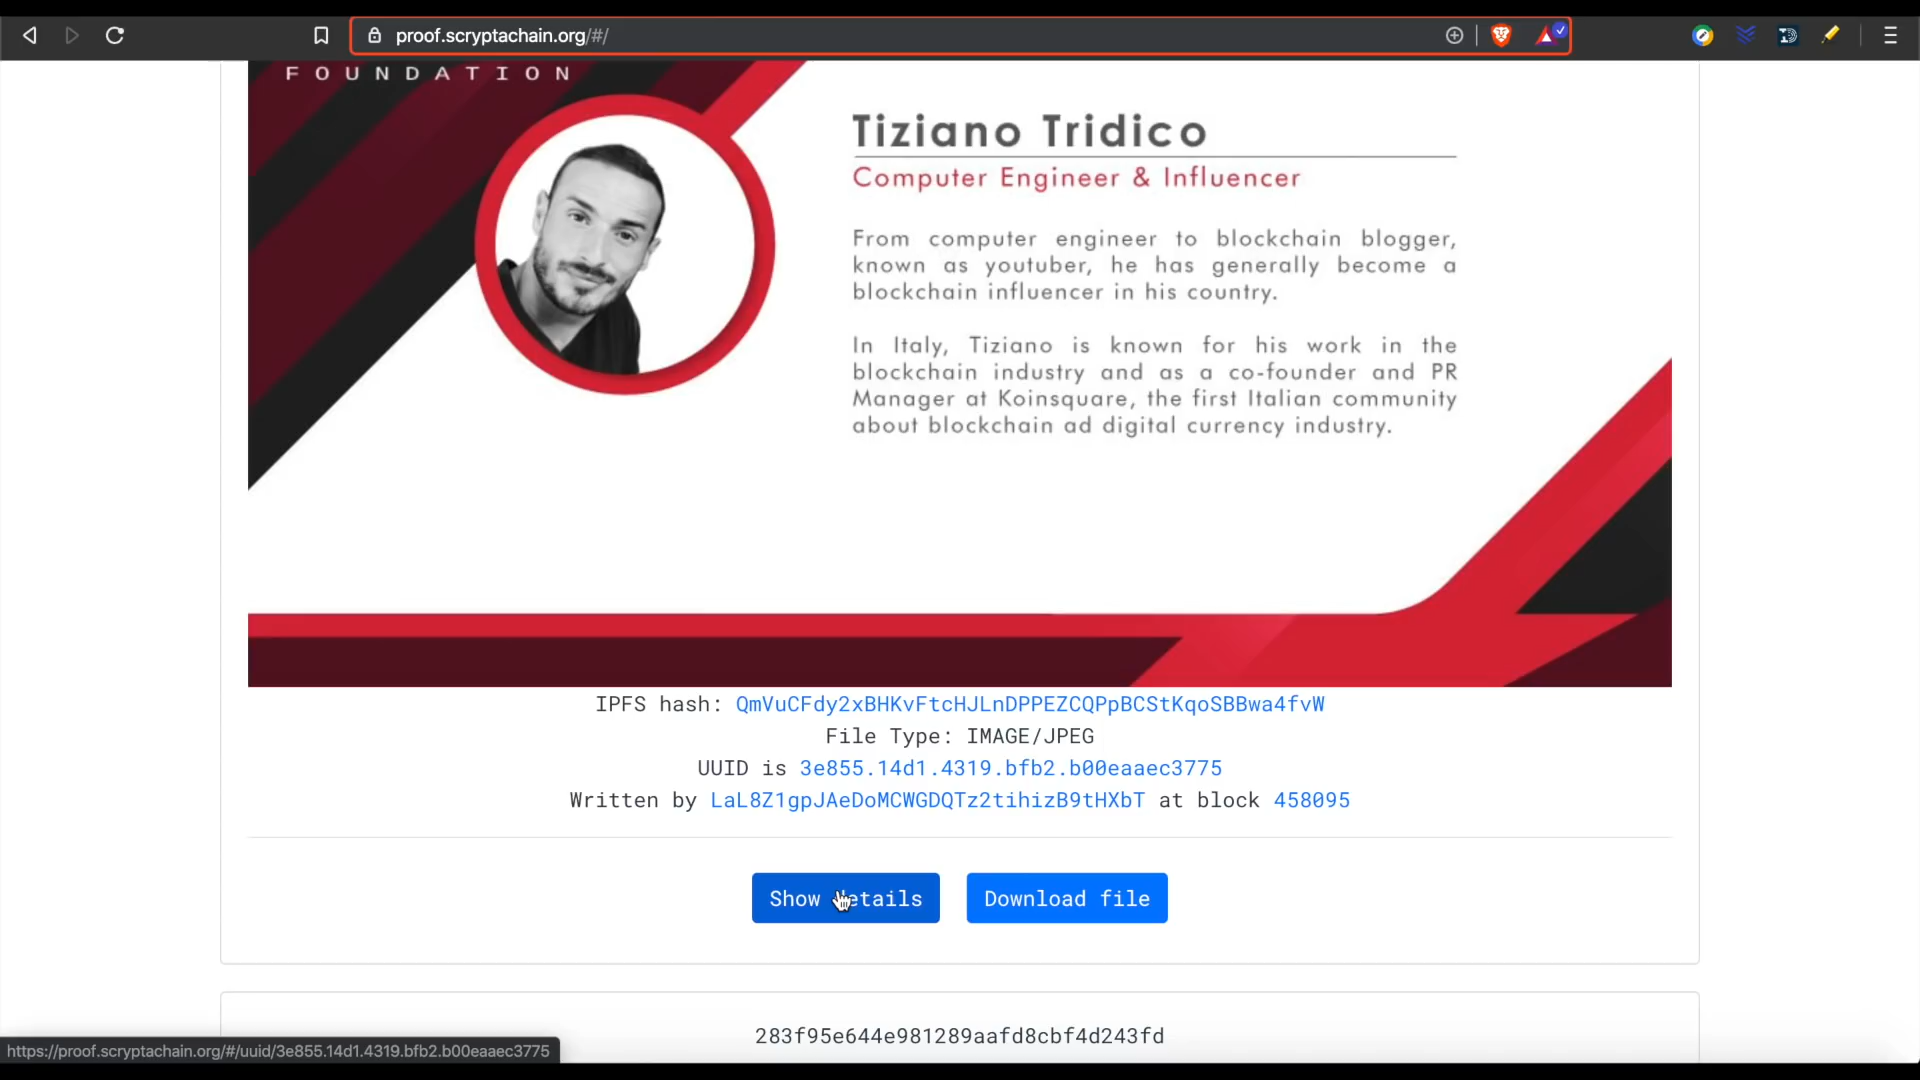 proof.scryptachain.org/#/
FOUNDATION
Tiziano Tridico
Computer Engineer & Influencer
From computer engineer to blockchain blogger,
known as youtuber, he has generally become a
blockchain influencer in his country.
In Italy, Tiziano is known for his work in the
blockchain industry and as a co-founder and PR
Manager at Koinsquare, the first Italian community
about blockchain ad digital currency industry.
IPFS hash: QmVuCFdy2xBHKvFtcHJLnDPPEZCQPpBCStKqoSBBwa4fvW
File Type: IMAGE/JPEG
UUID is 3e855.14d1.4319.bfb2.b00eaaec3775
Written by LaL8Z1gpJAeDoMCWGDQTz2tihizB9tHXbT at block 458095
Show details Download file
283f95e644e981289aafd8cbf4d243fd
https://proof.scryptachain.org/#/uuid/3e855.14d1.4319.bfb2.b00eaaec3775